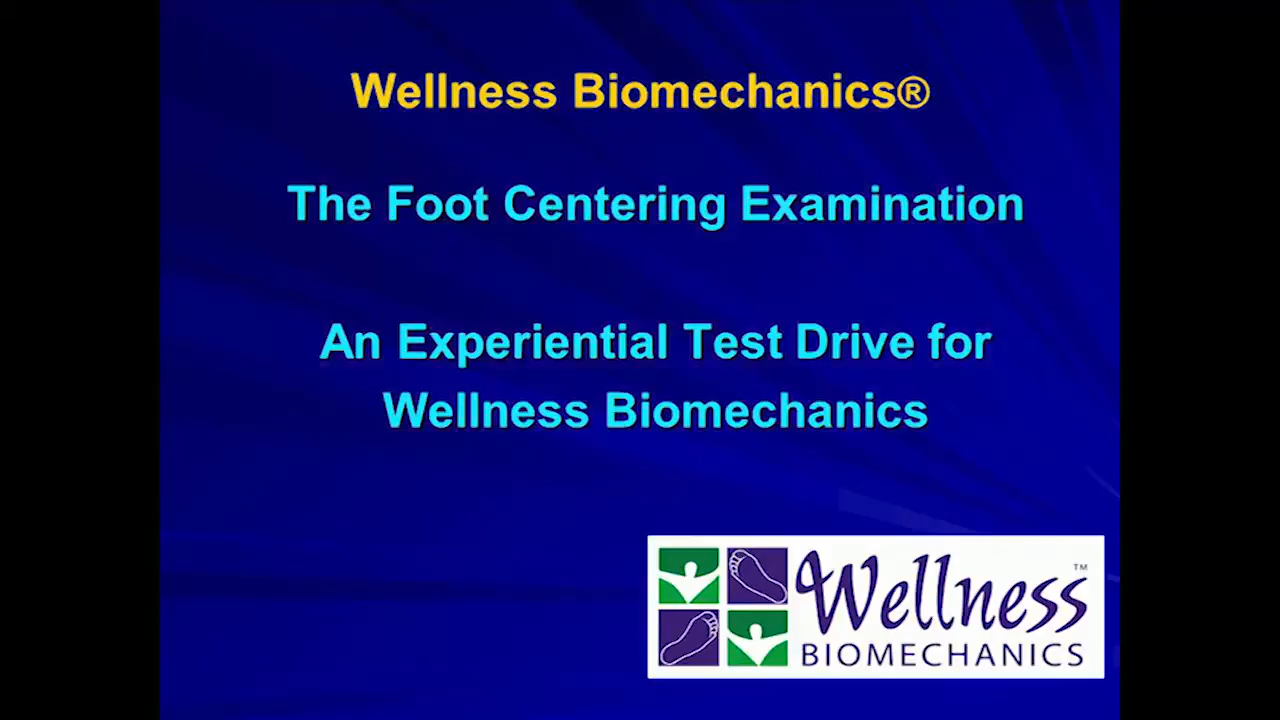 Wellness Biomechanics®
The Foot Centering Examination
An Experiential Test Drive for
Wellness Biomechanics
Wellness™
BIOMECHANICS